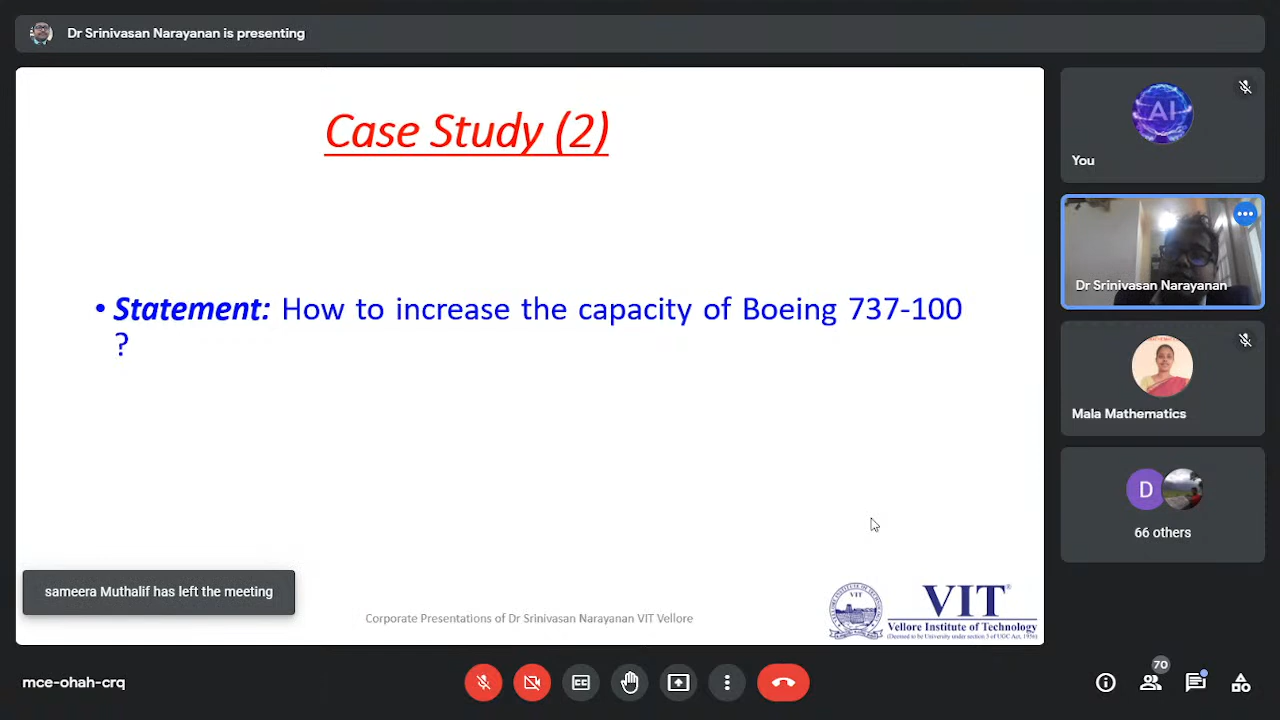 Dr Srinivasan Narayanan is presenting
Case Study (2)
• Statement: How to increase the capacity of Boeing 737-100
?
AI
You
Dr Srinivasan Narayanan
Mala Mathematics
D
66 others
sameera Muthalif has left the meeting
Corporate Presentations of Dr Srinivasan Narayanan VIT Vellore
VIT
VIT®
Vellore Institute of Technology
(Deemed to be University under section 3 of UGC Act, 1956)
mce-ohah-crq
CC
70